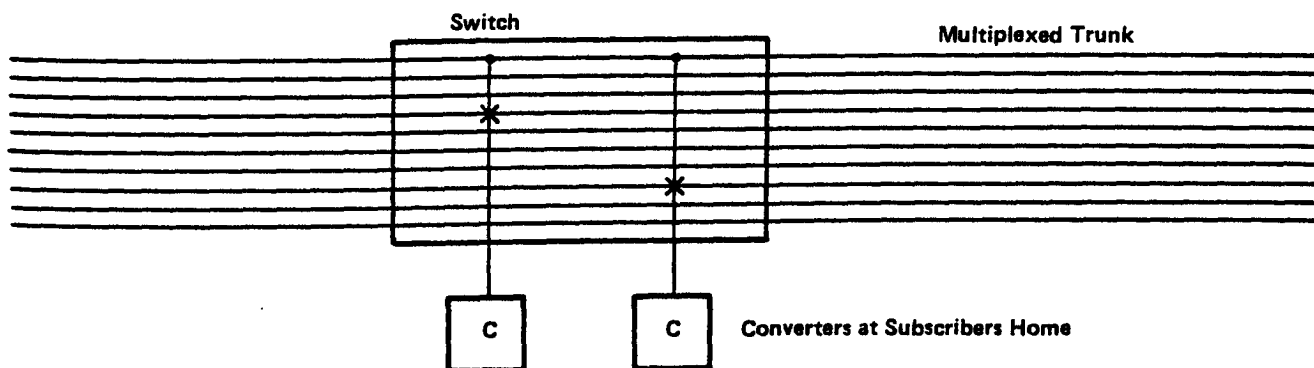 Switch
Multiplexed Trunk
C
C
Converters at Subscribers Home